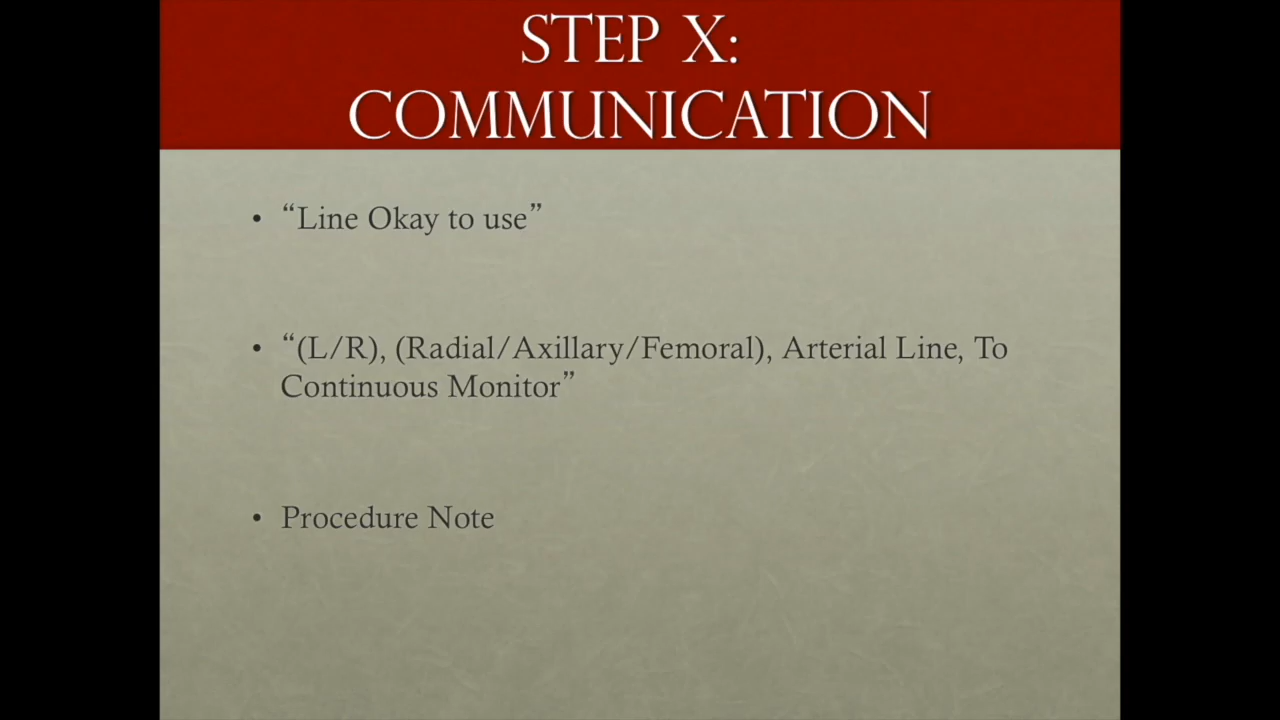 STEP X:
COMMUNICATION
• “Line Okay to use”
• “(L/R), (Radial/Axillary/Femoral), Arterial Line, To
Continuous Monitor”
• Procedure Note